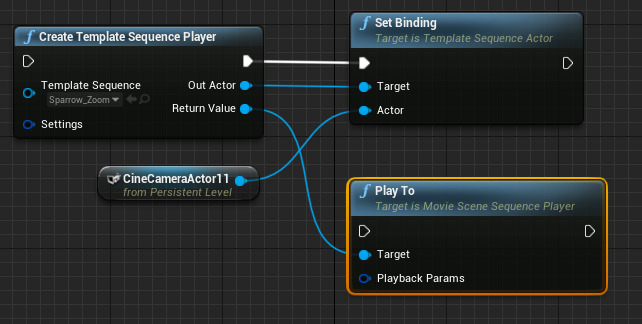 Create Template Sequence Player
Template Sequence
Sparrow_Zoom
Settings
Out Actor
Return Value
Set Binding
Target is Template Sequence Actor
Target
Actor
CineCameraActor11
from Persistent Level
Play To
Target is Movie Scene Sequence Player
Target
Playback Params